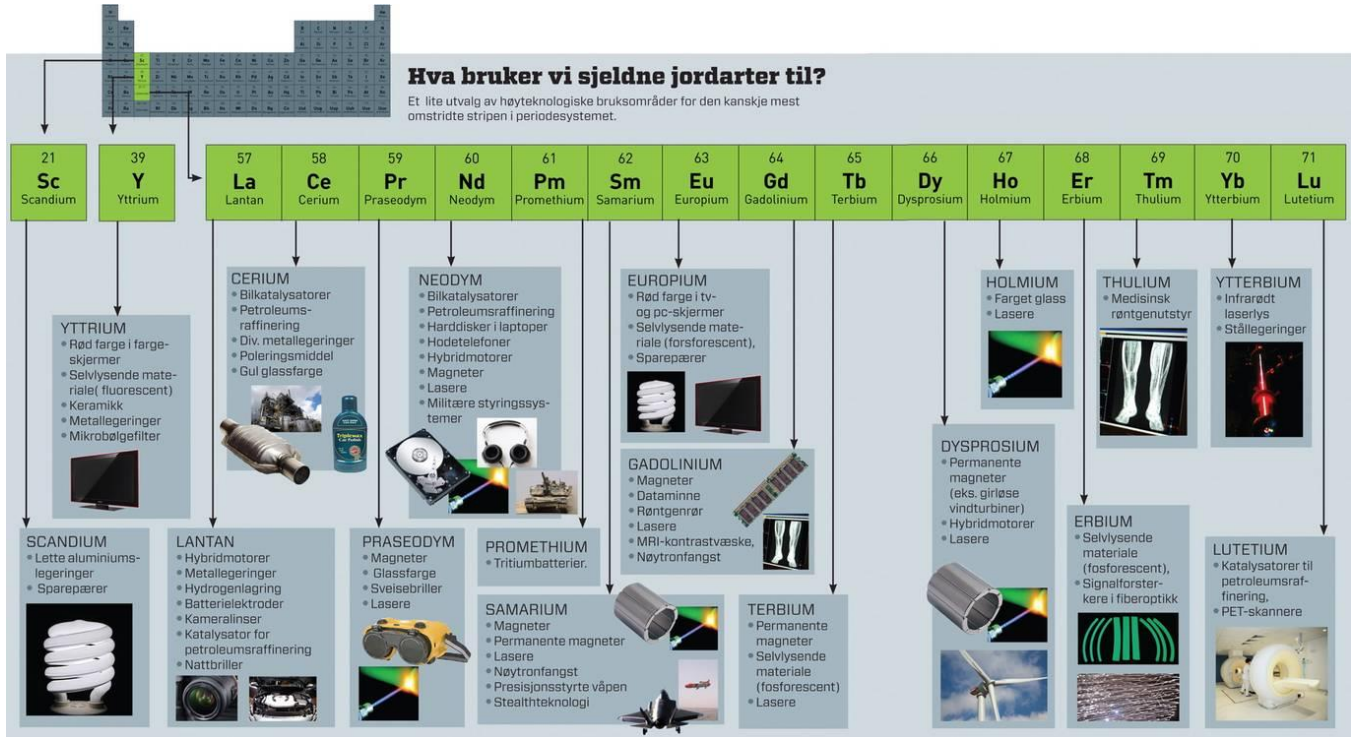 Hva bruker vi sjeldne jordarter til?
Et lite utvalg av høyteknologiske bruksområder for den kanskje mest
omstridte stripen i periodesystemet.
21
Sc
Scandium
39
Y
Yttrium
57
La
Lantan
58
Ce
Cerium
59
Pr
Praseodym
60
Nd
Neodym
61
Pm
Promethium
62
Sm
Samarium
63
Eu
Europium
64
Gd
Gadolinium
65
Tb
Terbium
66
Dy
Dysprosium
67
Ho
Holmium
68
Er
Erbium
69
Tm
Thulium
70
Yb
Ytterbium
71
Lu
Lutetium
YTTRIUM
• Rød farge i farge-
skjermer
• Selvlysende mate-
riale( fluorescent)
• Keramikk
• Metallegeringer
• Mikrobølgefilter
CERIUM
• Bilkatalysatorer
• Petroleums-
raffinering
• Div. metallegeringer
• Poleringsmiddel
• Gul glassfarge
NEODYM
• Bilkatalysatorer
• Petroleumsraffinering
• Harddisker i laptoper
• Hodetelefoner
• Hybridmotorer
• Magneter
• Lasere
• Militære styringssys-
temer
EUROPIUM
• Rød farge i tv-
og pc-skjermer
• Selvlysende mate-
riale (forsforescent),
• Sparepærer
GADOLINIUM
• Magneter
• Dataminne
• Røntgenrør
• Lasere
• MRI-kontrastvæske,
• Nøytronfangst
HOLMIUM
• Farget glass
• Lasere
THULIUM
• Medisinsk
røntgenutstyr
YTTERBIUM
• Infrarødt
laserlys
• Stållegeringer
DYSPROSIUM
• Permanente
magneter
(eks. girløse
vindturbiner)
• Hybridmotorer
• Lasere
SCANDIUM
• Lette aluminiums-
legeringer
• Sparepærer
LANTAN
• Hybridmotorer
• Metallegeringer
• Hydrogenlagring
• Batterielektroder
• Kameralinser
• Katalysator for
petroleumsraffinering
• Nattbriller
PRASEODYM
• Magneter
• Glassfarge
• Sveisebriller
• Lasere
PROMETHIUM
• Tritiumbatterier.
SAMARIUM
• Magneter
• Permanente magneter
• Lasere
• Nøytronfangst
• Presisjonsstyrte våpen
• Stealthteknologi
TERBIUM
• Permanente
magneter
• Selvlysende
materiale
(fosforescent)
• Lasere
ERBIUM
• Selvlysende
materiale
(fosforescent),
• Signalforster-
kere i fiberoptikk
LUTETIUM
• Katalysatorer til
petroleumsraf-
finering,
• PET-skannere